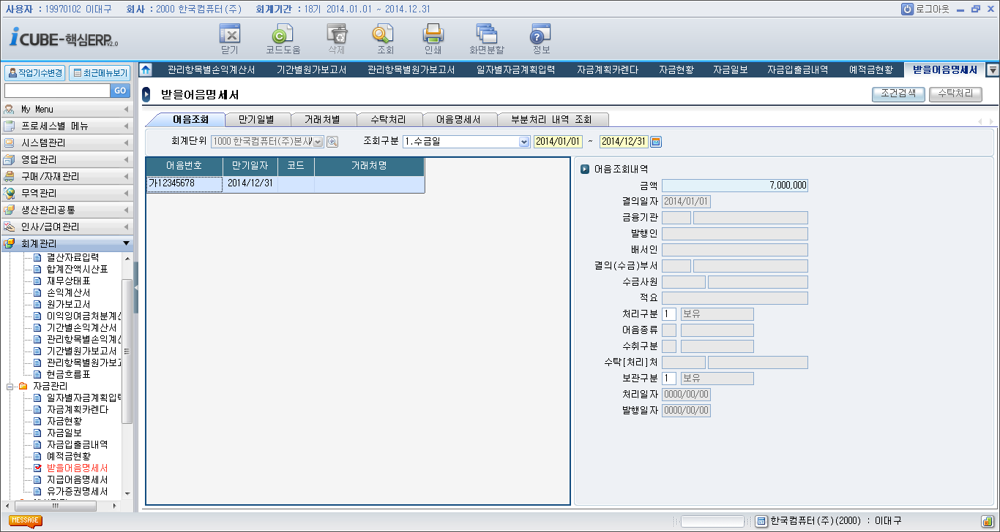 사용자 : 19970102 이대구 회사 : 2000 한국컴퓨터(주) 회계기간 : 18기 2014.01.01 ~ 2014.12.31 로그아웃
iCUBE-핵심ERP v2.0
닫기 코드도움 삭제 조회 인쇄 화면분할 정보
작업기수변경 최근메뉴보기
관리항목별손익계산서 기간별원가보고서 관리항목별원가보고서 일자별자금계획입력 자금계획카렌다 자금현황 자금일보 자금입출금내역 예적금현황 받을어음명세서
GO
받을어음명세서 조건검색 수탁처리
My Menu
프로세스별 메뉴
시스템관리
영업관리
구매/자재관리
무역관리
생산관리공통
인사/급여관리
회계관리
결산자료입력
합계잔액시산표
재무상태표
손익계산서
원가보고서
이익잉여금처분계산
기간별손익계산서
관리항목별손익계산
기간별원가보고서
관리항목별원가보고
현금흐름표
자금관리
일자별자금계획입력
자금계획카렌다
자금현황
자금일보
자금입출금내역
예적금현황
받을어음명세서
지급어음명세서
유가증권명세서
어음조회 만기일별 거래처별 수탁처리 어음명세서 부분처리 내역 조회
회계단위 1000 한국컴퓨터(주)본사 조회구분 1.수금일 2014/01/01 ~ 2014/12/31
어음번호 만기일자 코드 거래처명
가12345678 2014/12/31
어음조회내역
금액 7,000,000
결의일자 2014/01/01
금융기관
발행인
배서인
결의(수금)부서
수금사원
적요
처리구분 1 보유
어음종류
수취구분
수탁[처리]처
보관구분 1 보유
처리일자 0000/00/00
발행일자 0000/00/00
MESSAGE
한국컴퓨터(주)(2000) : 이대구